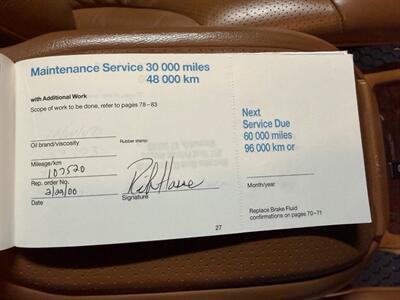 Maintenance Service 30 000 miles
48 000 km
with Additional Work
Scope of work to be done, refer to pages 78 – 83
Oil brand/viscosity
Rubber stamp
Mileage/km
107520
Rep. order No.
2/29/00
Date
Signature
27
Next
Service Due
60 000 miles
96 000 km or
Month/year
Replace Brake Fluid
confirmations on pages 70 – 71